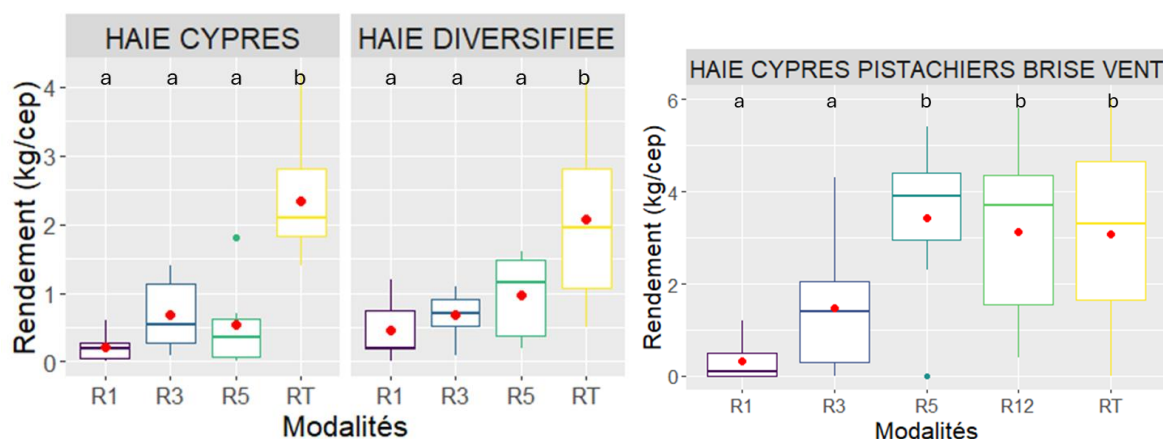 HAIE CYPRES
a a a b
Rendement (kg/cep)
4
3
2
1
0
R1 R3 R5 RT
HAIE DIVERSIFIEE
a a a b
R1 R3 R5 RT
Modalités
HAIE CYPRES PISTACHIERS BRISE VENT
a a b b b
Rendement (kg/cep)
6
4
2
0
R1 R3 R5 R12 RT
Modalités